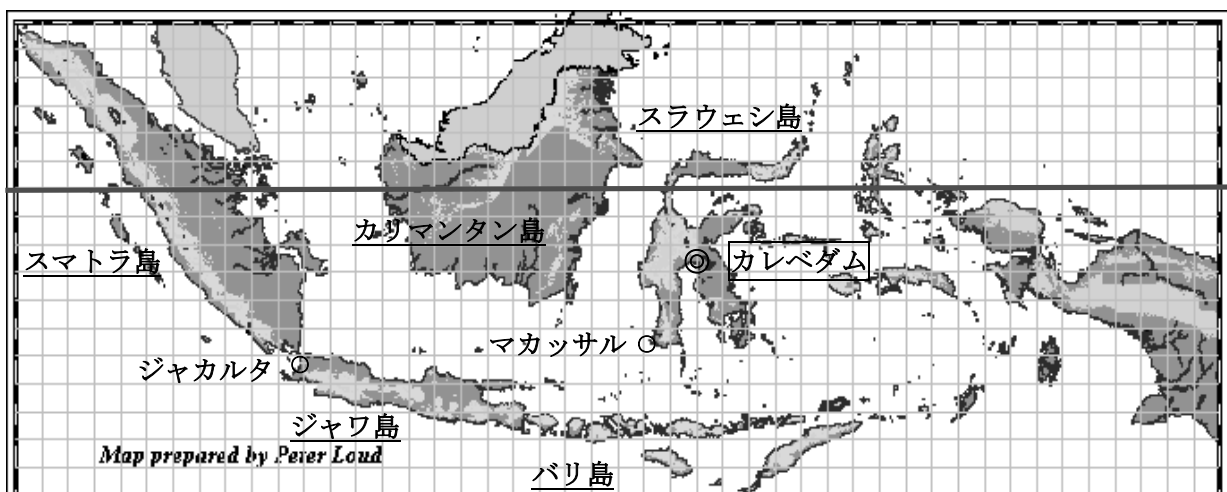 スラウェシ島
カリマンタン島
スマトラ島
カレベダム
マカッサル
ジャカルタ
ジャワ島
Map prepared by Peter Loud
バリ島